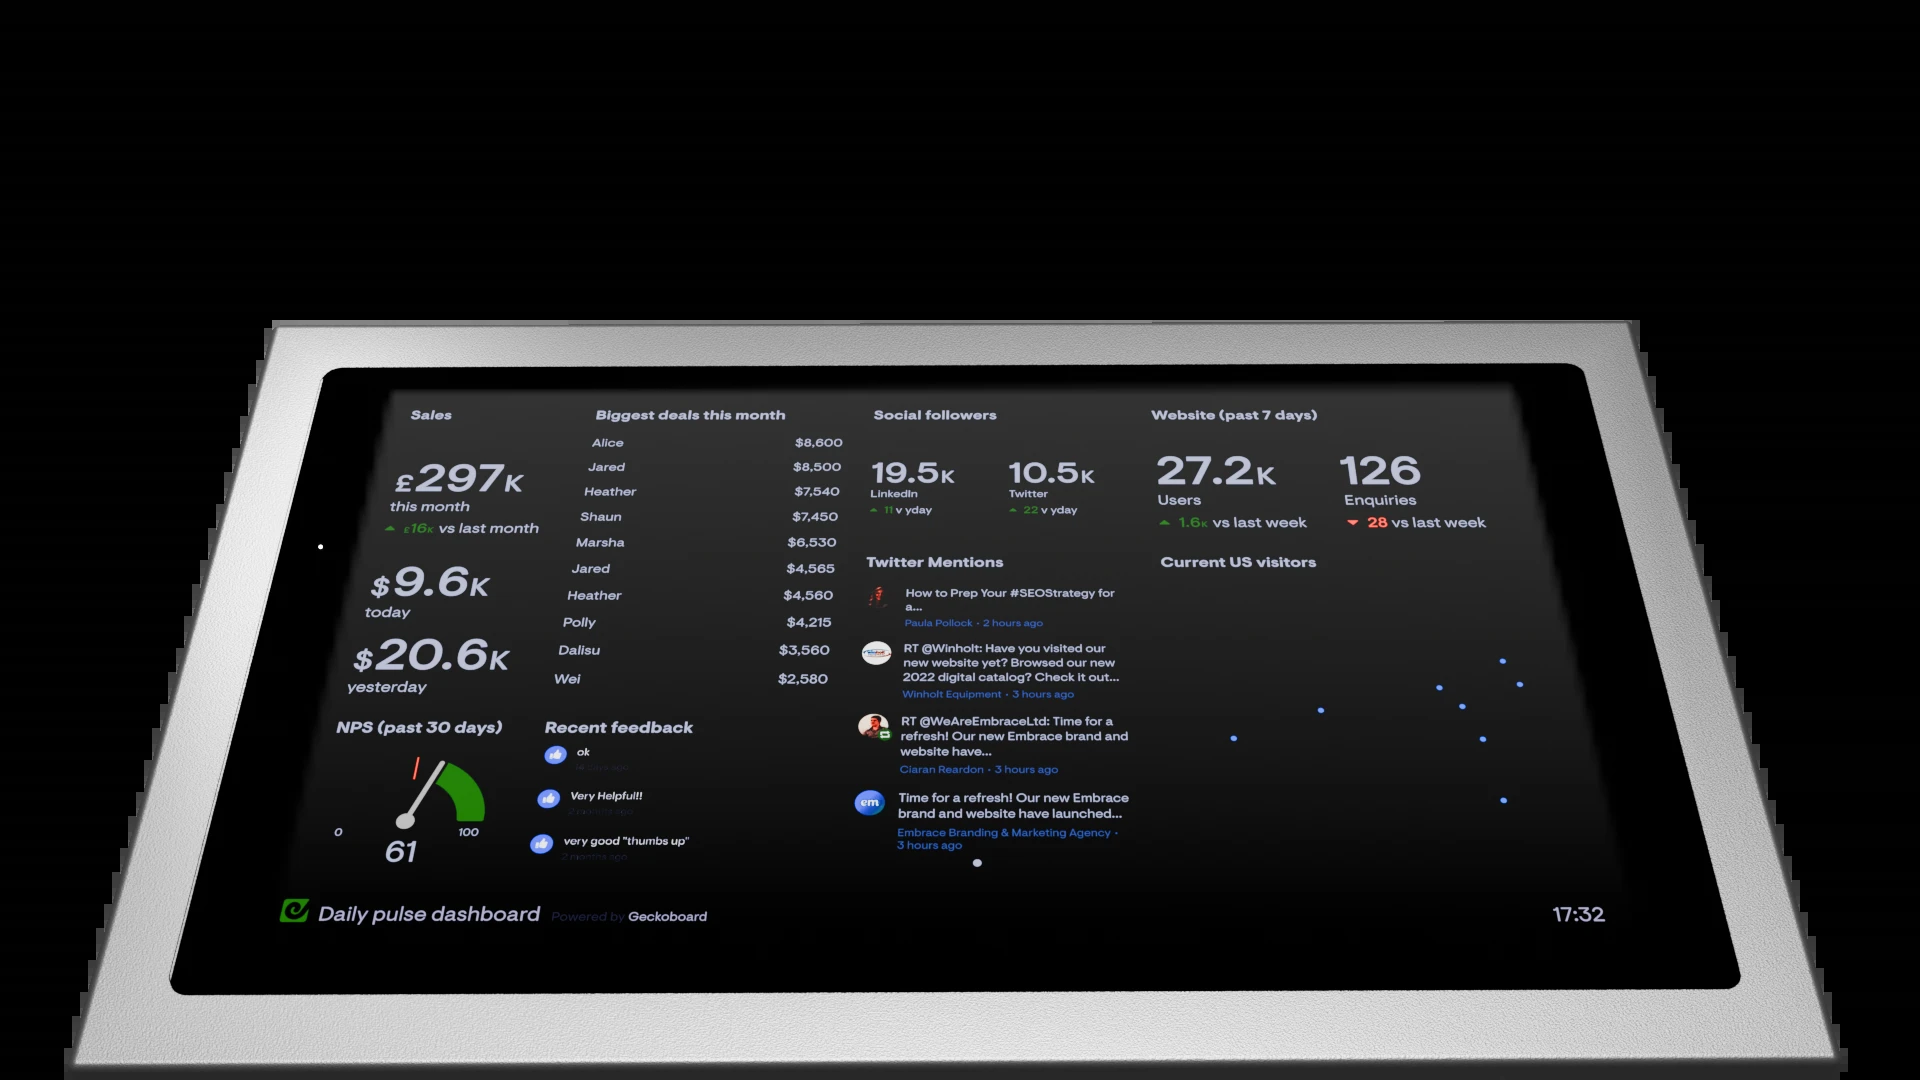 Sales
£297K
this month
£16K vs last month
$9.6K
today
$20.6K
yesterday
Biggest deals this month
Alice $8,600
Jared $8,500
Heather $7,540
Shaun $7,450
Marsha $6,530
Jared $4,565
Heather $4,560
Polly $4,215
Dalisu $3,560
Wei $2,580
Social followers
19.5K
LinkedIn
11 v yday
10.5K
Twitter
22 v yday
Twitter Mentions
How to Prep Your #SEOStrategy for
a...
Paula Pollock • 2 hours ago
RT @Winholt: Have you visited our
new website yet? Browsed our new
2022 digital catalog? Check it out...
Winholt Equipment • 3 hours ago
RT @WeAreEmbraceLtd: Time for a
refresh! Our new Embrace brand and
website have...
Ciaran Reardon • 3 hours ago
em
Time for a refresh! Our new Embrace
brand and website have launched...
Embrace Branding & Marketing Agency •
3 hours ago
Website (past 7 days)
27.2K
Users
1.6K vs last week
126
Enquiries
28 vs last week
Current US visitors
NPS (past 30 days)
0 100
61
Recent feedback
ok
Very Helpful!!
2 months ago
very good "thumbs up"
2 months ago
Daily pulse dashboard Powered by Geckoboard
17:32